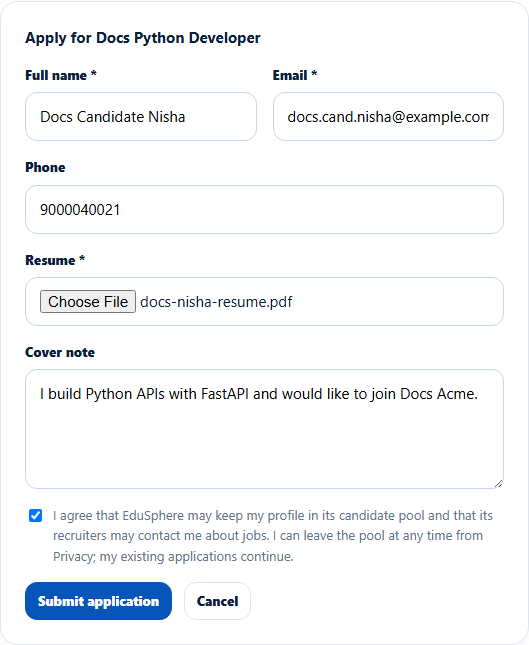 Apply for Docs Python Developer
Full name *
Email *
Docs Candidate Nisha
docs.cand.nisha@example.com
Phone
9000040021
Resume *
Choose File docs-nisha-resume.pdf
Cover note
I build Python APIs with FastAPI and would like to join Docs Acme.
I agree that EduSphere may keep my profile in its candidate pool and that its
recruiters may contact me about jobs. I can leave the pool at any time from
Privacy; my existing applications continue.
Submit application
Cancel